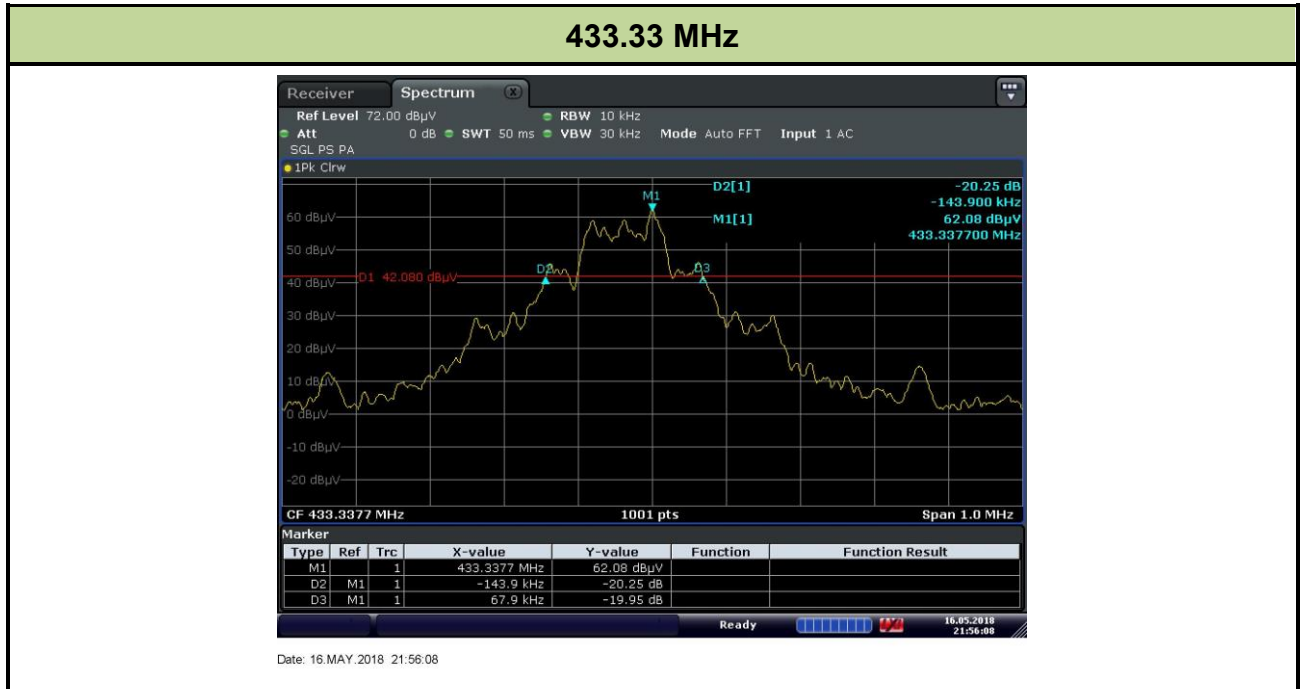 433.33 MHz
Receiver Spectrum
Ref Level 72.00 dBµV RBW 10 kHz
Att 0 dB SWT 50 ms VBW 30 kHz Mode Auto FFT Input 1 AC
SGL PS PA
1Pk Clrw
D2[1] -20.25 dB
-143.900 kHz
M1
60 dBµV
M1[1] 62.08 dBµV
433.337700 MHz
50 dBµV
D2 D3
40 dBµV D1 42.080 dBµV
30 dBµV
20 dBµV
10 dBµV
0 dBµV
-10 dBµV
-20 dBµV
CF 433.3377 MHz 1001 pts Span 1.0 MHz
Marker
Type Ref Trc X-value Y-value Function Function Result
M1 1 433.3377 MHz 62.08 dBµV
D2 M1 1 -143.9 kHz -20.25 dB
D3 M1 1 67.9 kHz -19.95 dB
Ready 16.05.2018
21:56:08
Date: 16.MAY.2018 21:56:08